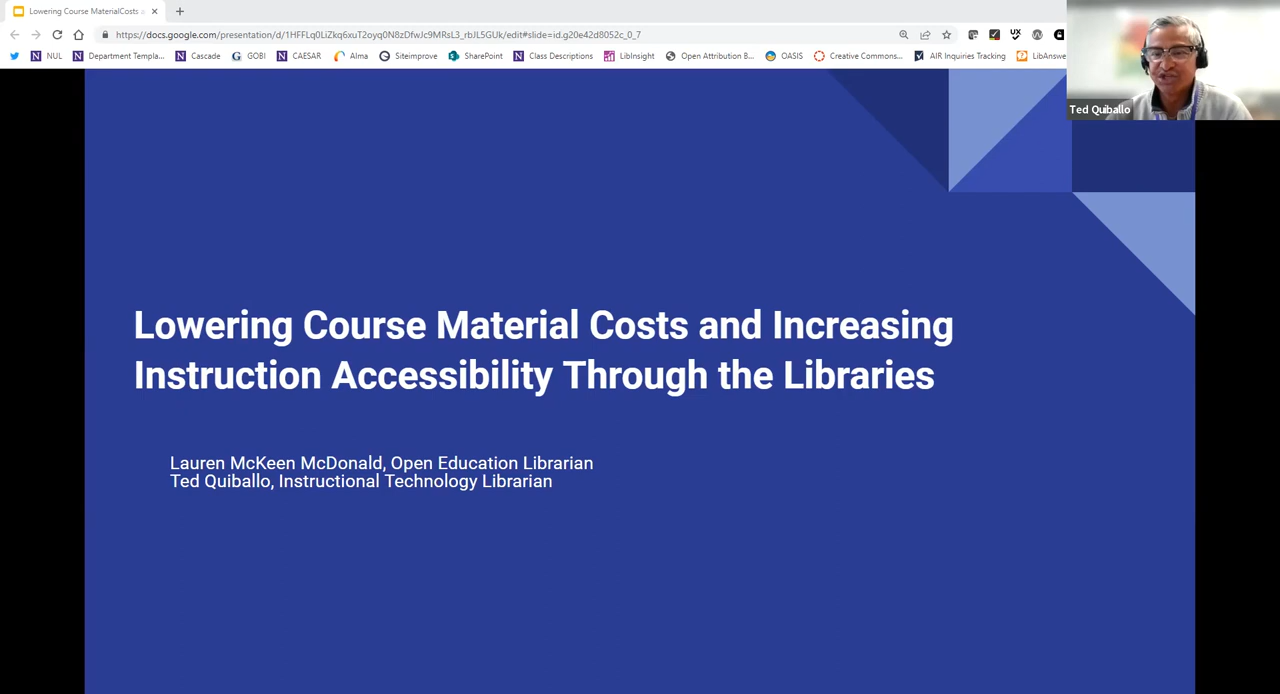 Lowering Course MaterialCosts a
https://docs.google.com/presentation/d/1HFFLq0LiZkq6xuT2oyq0N8zDfwJc9MRsL3_rbJL5GUk/edit#slide=id.g20e42d8052c_0_7
NUL
Department Templa...
Cascade
GOBI
CAESAR
Alma
Siteimprove
SharePoint
Class Descriptions
LibInsight
Open Attribution B...
OASIS
Creative Commons...
AIR Inquiries Tracking
LibAnswe
Ted Quiballo
Lowering Course Material Costs and Increasing
Instruction Accessibility Through the Libraries
Lauren McKeen McDonald, Open Education Librarian
Ted Quiballo, Instructional Technology Librarian